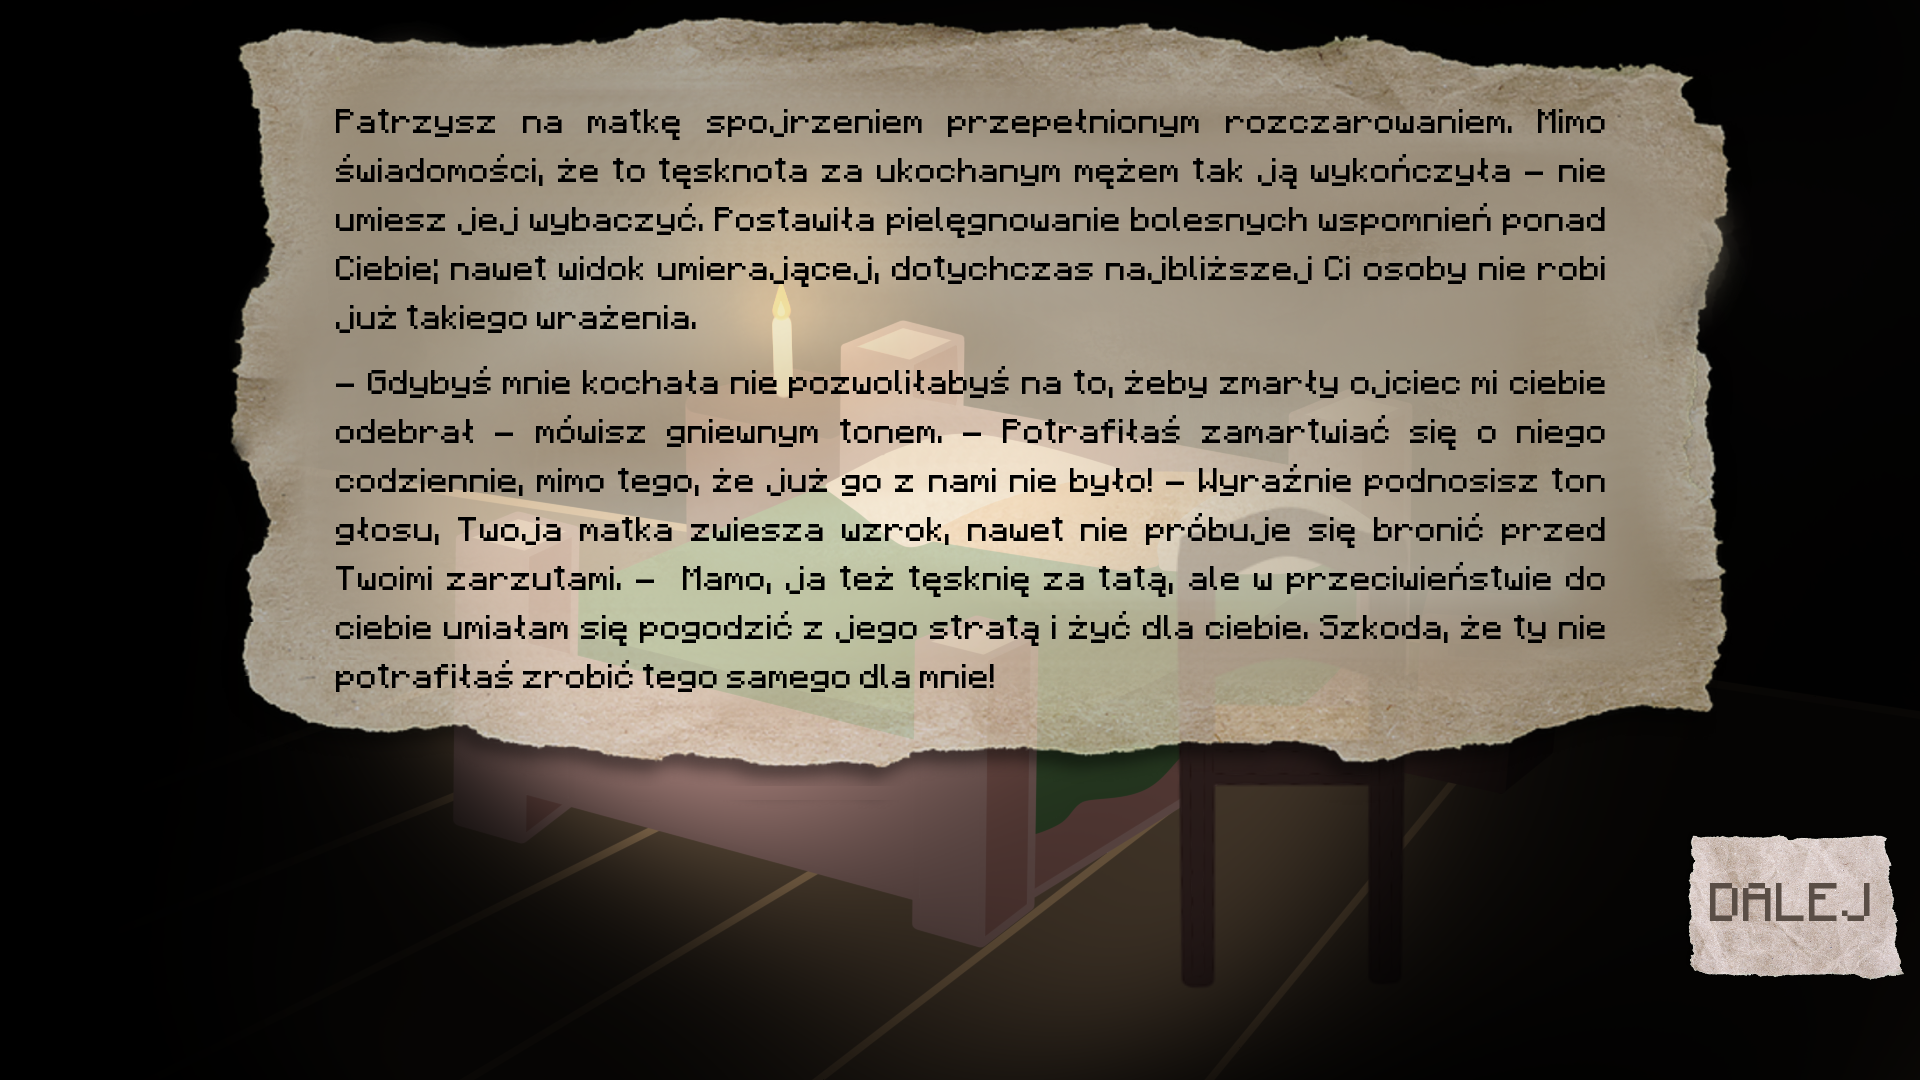 Patrzysz na matkę spojrzeniem przepełnionym rozczarowaniem. Mimo
świadomości, że to tęsknota za ukochanym mężem tak ją wykończyła – nie
umiesz jej wybaczyć. Postawiła pielęgnowanie bolesnych wspomnień ponad
Ciebie; nawet widok umierającej, dotychczas najbliższej Ci osoby nie robi
już takiego wrażenia.
– Gdybyś mnie kochała nie pozwoliłabyś na to, żeby zmarły ojciec mi ciebie
odebrał – mówisz gniewnym tonem. – Potrafiłaś zamartwiać się o niego
codziennie, mimo tego, że już go z nami nie było! – Wyraźnie podnosisz ton
głosu, Twoja matka zwiesza wzrok, nawet nie próbuje się bronić przed
Twoimi zarzutami. – Mamo, ja też tęsknię za tatą, ale w przeciwieństwie do
ciebie umiałam się pogodzić z jego stratą i żyć dla ciebie. Szkoda, że ty nie
potrafiłaś zrobić tego samego dla mnie!
DALEJ